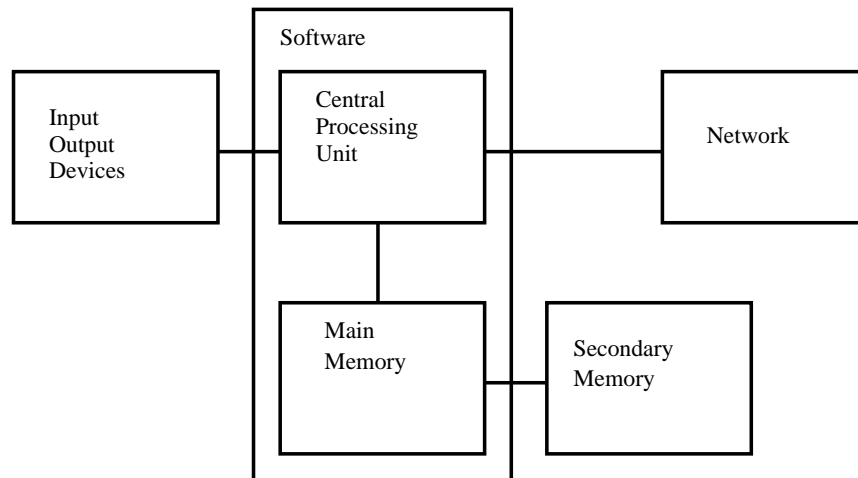 Software
Input
Output
Devices
Central
Processing
Unit
Network
Main
Memory
Secondary
Memory